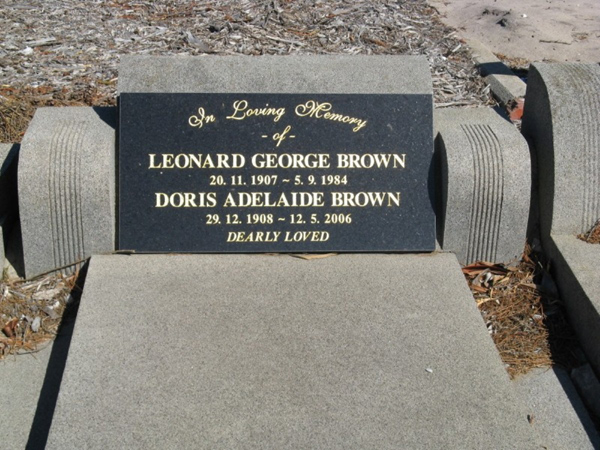 In Loving Memory
- of -
LEONARD GEORGE BROWN
20. 11. 1907 ~ 5. 9. 1984
DORIS ADELAIDE BROWN
29. 12. 1908 ~ 12. 5. 2006
DEARLY LOVED